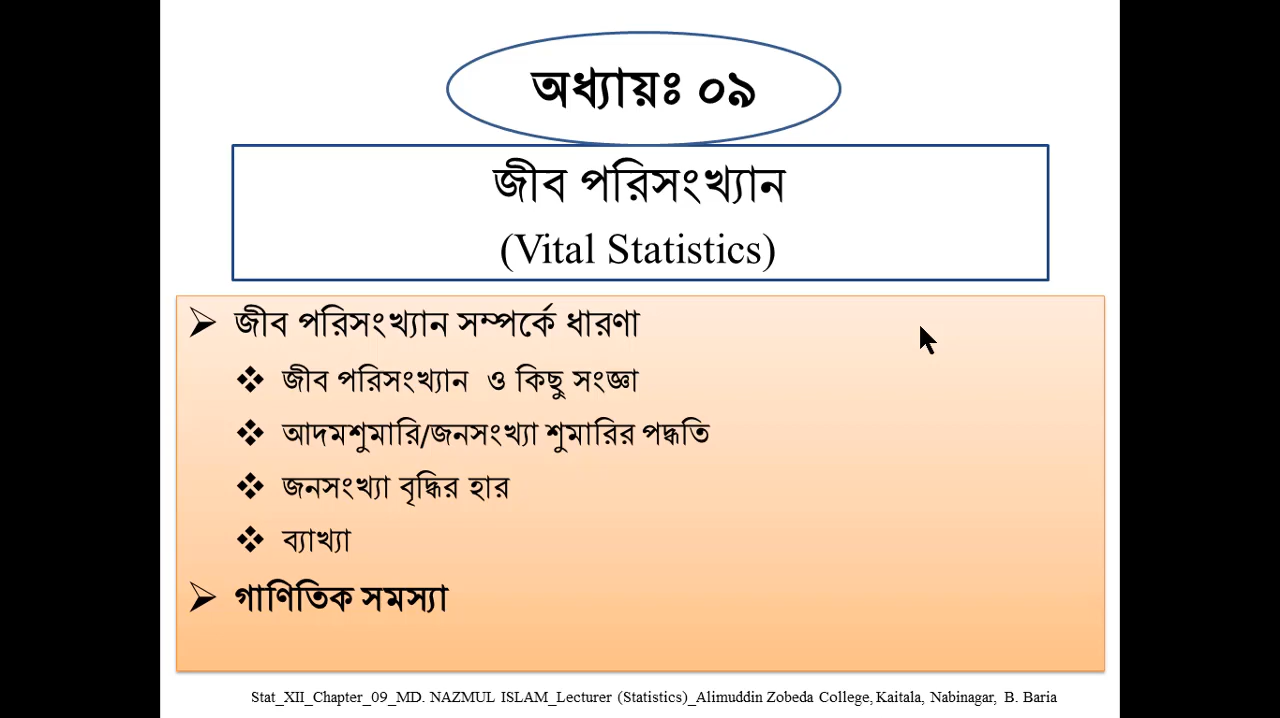 অধ্যায়ঃ ০৯
জীব পরিসংখ্যান
(Vital Statistics)
জীব পরিসংখ্যান সম্পর্কে ধারণা
জীব পরিসংখ্যান ও কিছু সংজ্ঞা
আদমশুমারি/জনসংখ্যা শুমারির পদ্ধতি
জনসংখ্যা বৃদ্ধির হার
ব্যাখ্যা
গাণিতিক সমস্যা
Stat_XII_Chapter_09_MD. NAZMUL ISLAM_Lecturer (Statistics)_Alimuddin Zobeda College, Kaitala, Nabinagar, B. Baria